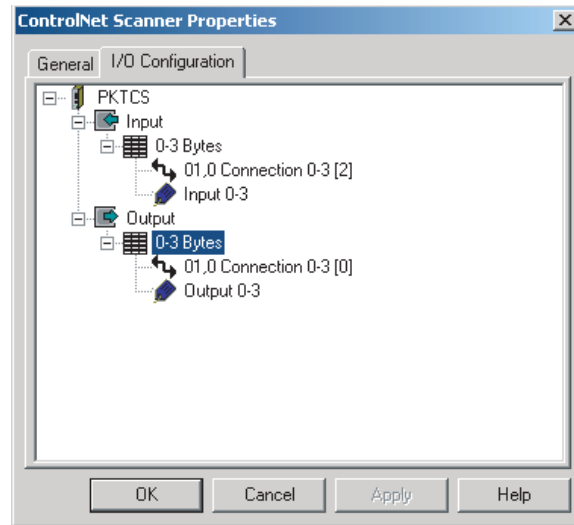 ControlNet Scanner Properties
General I/O Configuration
PKTCS
Input
0-3 Bytes
01,0 Connection 0-3 [2]
Input 0-3
Output
0-3 Bytes
01,0 Connection 0-3 [0]
Output 0-3
OK Cancel Apply Help